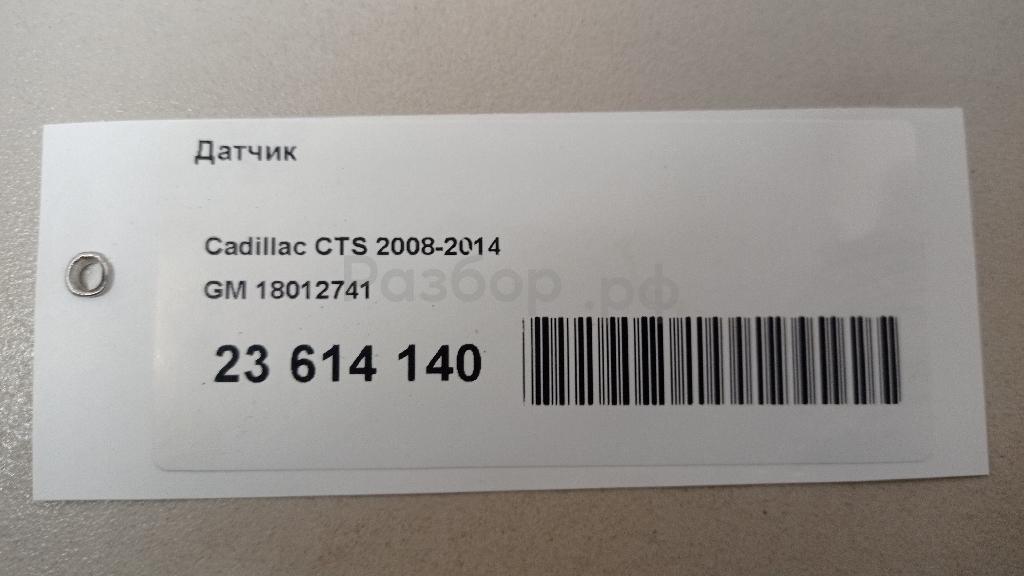 Датчик
Cadillac CTS 2008-2014
Разбор.рф
GM 18012741
23 614 140